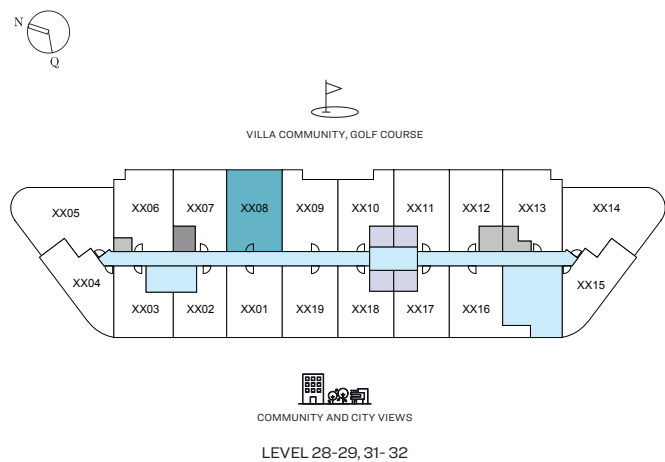 N
Q
VILLA COMMUNITY, GOLF COURSE
XX05 XX06 XX07 XX08 XX09 XX10 XX11 XX12 XX13 XX14
XX04 XX15
XX03 XX02 XX01 XX19 XX18 XX17 XX16
COMMUNITY AND CITY VIEWS
LEVEL 28-29, 31- 32